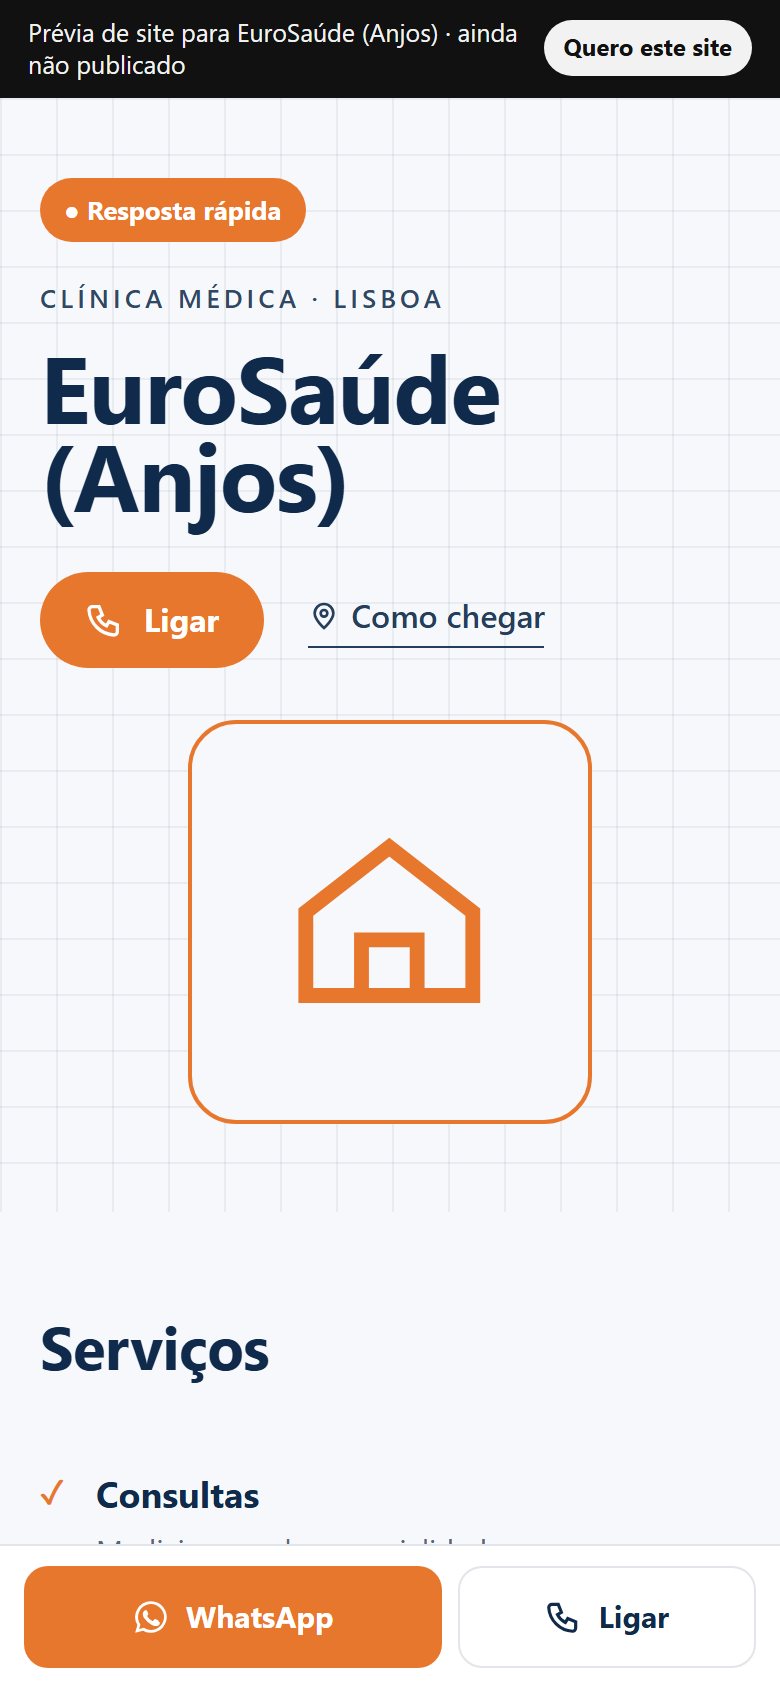 Prévia de site para EuroSaúde (Anjos) · ainda
não publicado
Quero este site
Resposta rápida
CLÍNICA MÉDICA · LISBOA
EuroSaúde
(Anjos)
Ligar
Como chegar
Serviços
Consultas
WhatsApp
Ligar